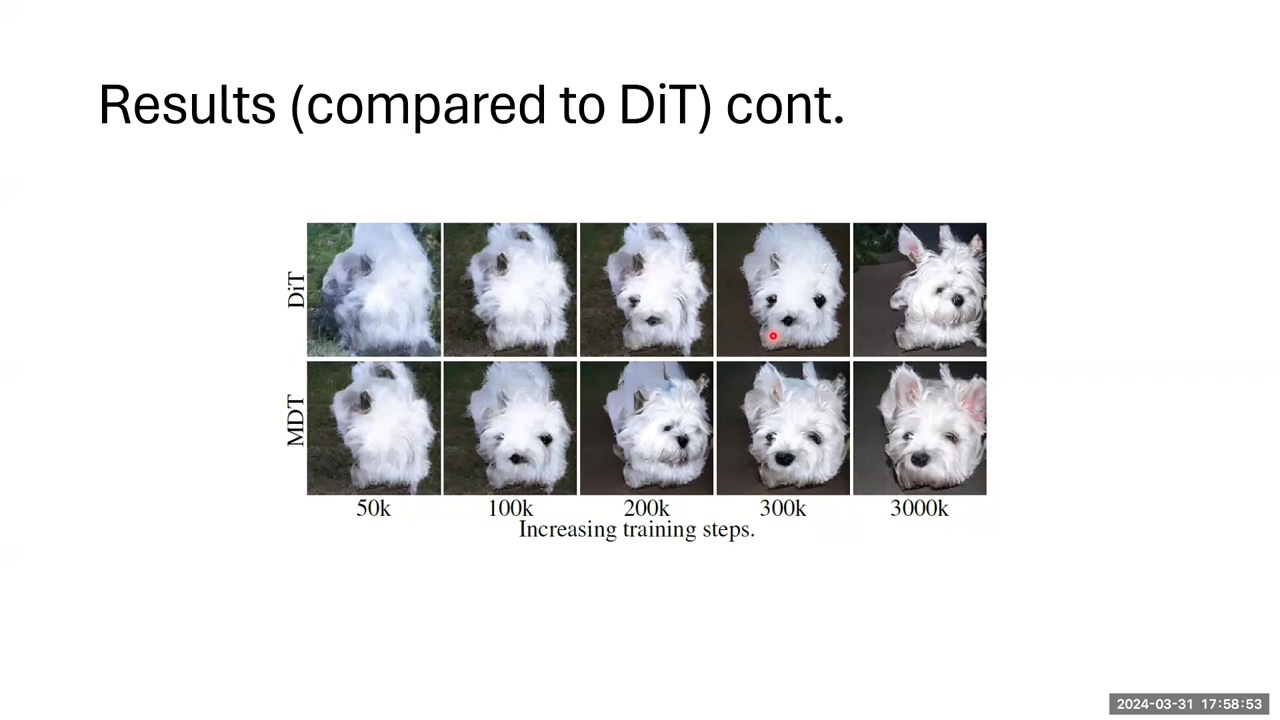 Results (compared to DiT) cont.
DiT
MDT
50k 100k 200k 300k 3000k
Increasing training steps.
2024-03-31 17:58:53